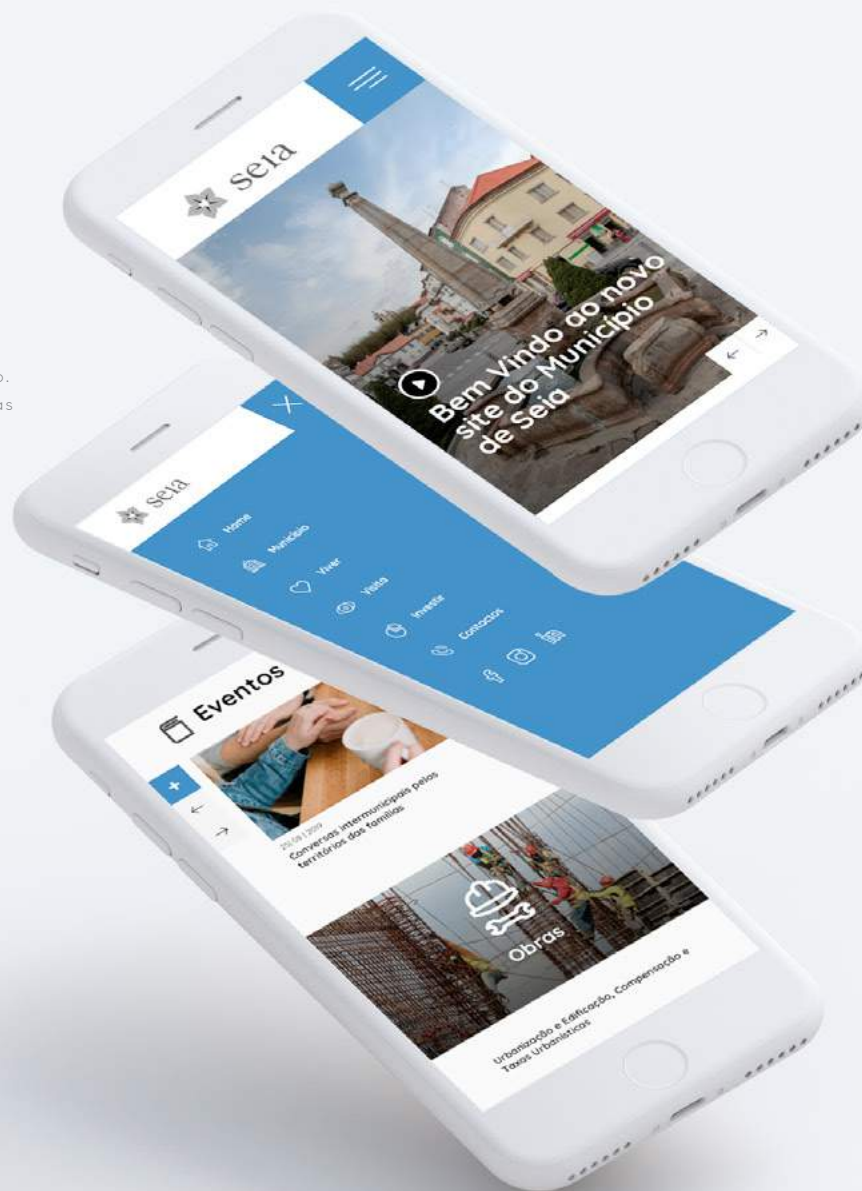 seia
Bem Vindo ao novo
site do Município
de Seia
seia
Home
Município
Viver
Visita
Investir
Contactos
Eventos
Conversas intermunicipais pelos
territórios das famílias
Obras
Urbanização e Edificação, Compensação e
Taxas Urbanísticas